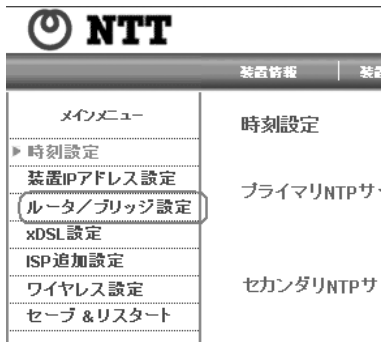 NTT
装置情報
メインメニュー
時刻設定
時刻設定
装置IPアドレス設定
ルータ／ブリッジ設定
xDSL設定
ISP追加設定
ワイヤレス設定
セーブ &リスタート
プライマリNTPサ
セカンダリNTPサ